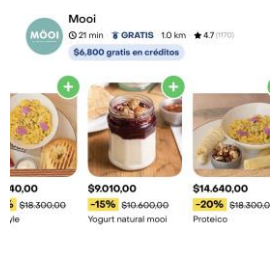 Mooi
MÖOI
21 min GRATIS 1.0 km ★4.7 (1170)
$6,800 gratis en créditos
40,00 $9.010,00 $14.640,00
% $18.300,00 -15% $10.600,00 -20% $18.300,0
yle Yogurt natural mooi Proteico